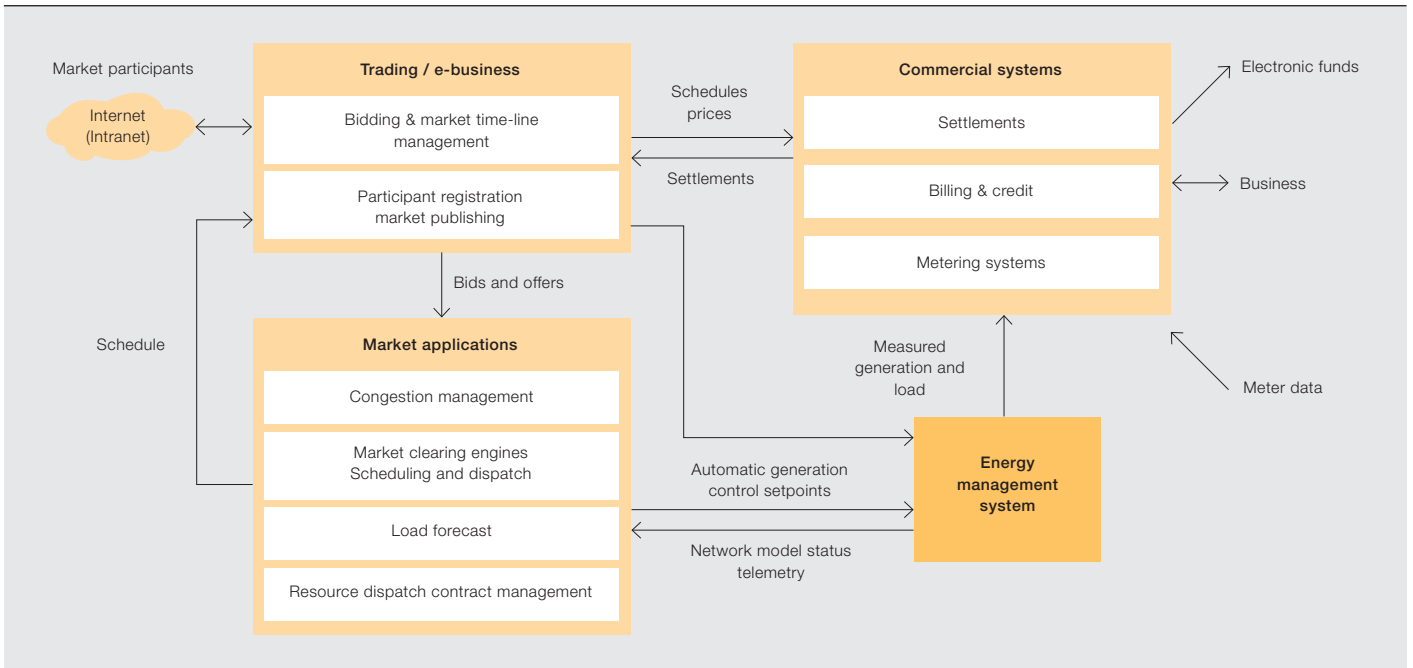 Market participants
Internet
(Intranet)
Trading / e-business
Bidding & market time-line
management
Participant registration
market publishing
Schedules
prices
Settlements
Commercial systems
Settlements
Billing & credit
Metering systems
Electronic funds
Business
Meter data
Bids and offers
Schedule
Market applications
Congestion management
Market clearing engines
Scheduling and dispatch
Load forecast
Resource dispatch contract management
Measured
generation and
load
Automatic generation
control setpoints
Network model status
telemetry
Energy
management
system